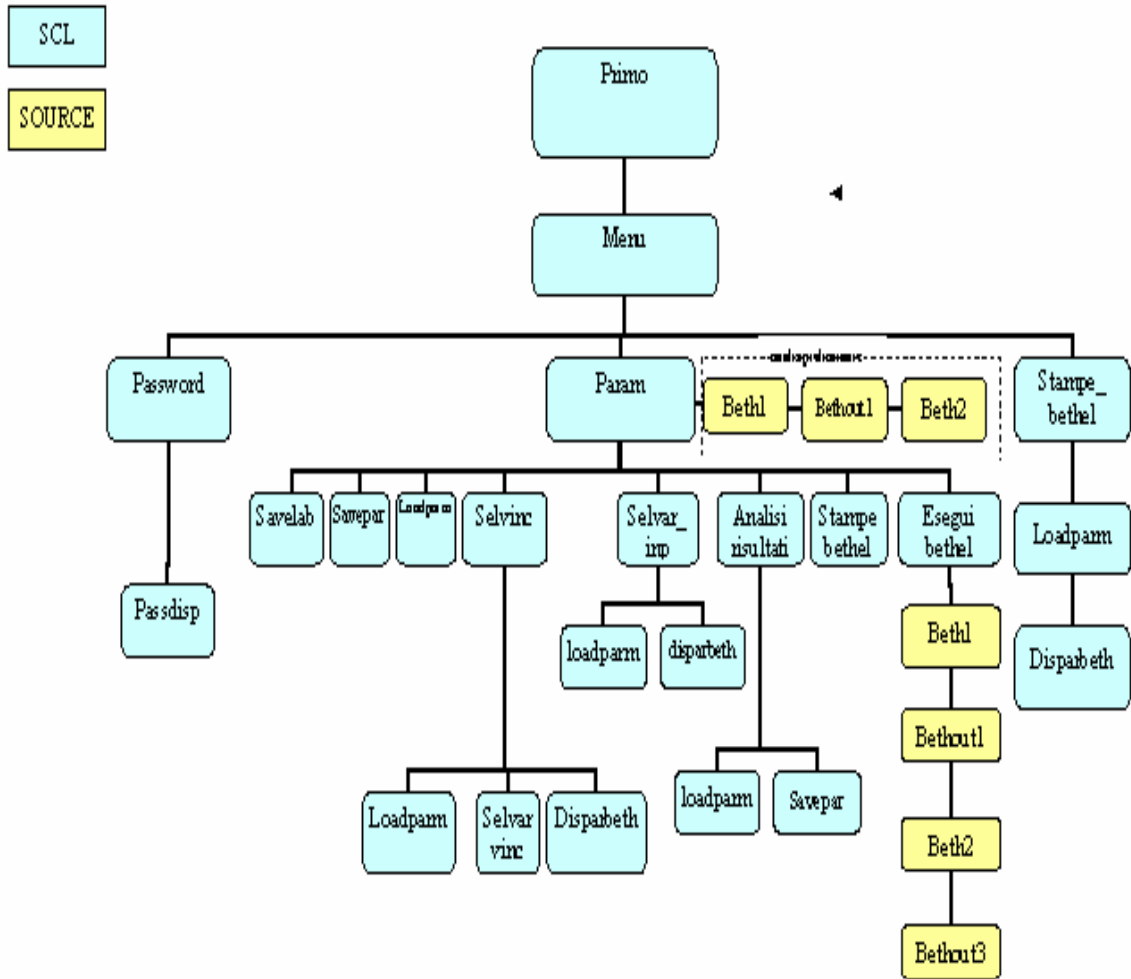 SCL
SOURCE
Primo
Menu
Password
Param
Beth1
Bethout1
Beth2
Stampe_
bethel
Savelab
Savepar
Loadparm
Selvinc
Selvar_
inp
Analisi
risultati
Stampe
bethel
Esegui
bethel
Loadparm
Passdisp
loadparm
disparbeth
Beth1
Disparbeth
Bethout1
Loadparm
Selvar
vinc
Disparbeth
loadparm
Savepar
Beth2
Bethout3